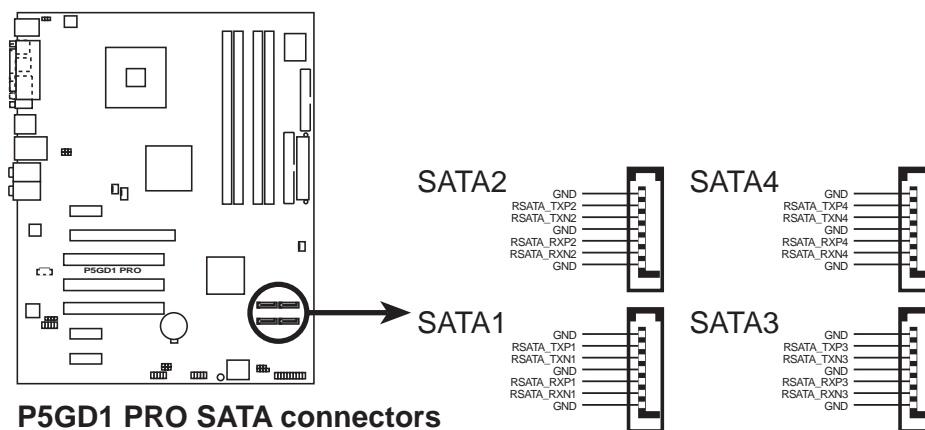 P5GD1 PRO
SATA2
GND
RSATA_TXP2
RSATA_TXN2
GND
RSATA_RXP2
RSATA_RXN2
GND
SATA4
GND
RSATA_TXP4
RSATA_TXN4
GND
RSATA_RXP4
RSATA_RXN4
GND
SATA1
GND
RSATA_TXP1
RSATA_TXN1
GND
RSATA_RXP1
RSATA_RXN1
GND
SATA3
GND
RSATA_TXP3
RSATA_TXN3
GND
RSATA_RXP3
RSATA_RXN3
GND
P5GD1 PRO SATA connectors